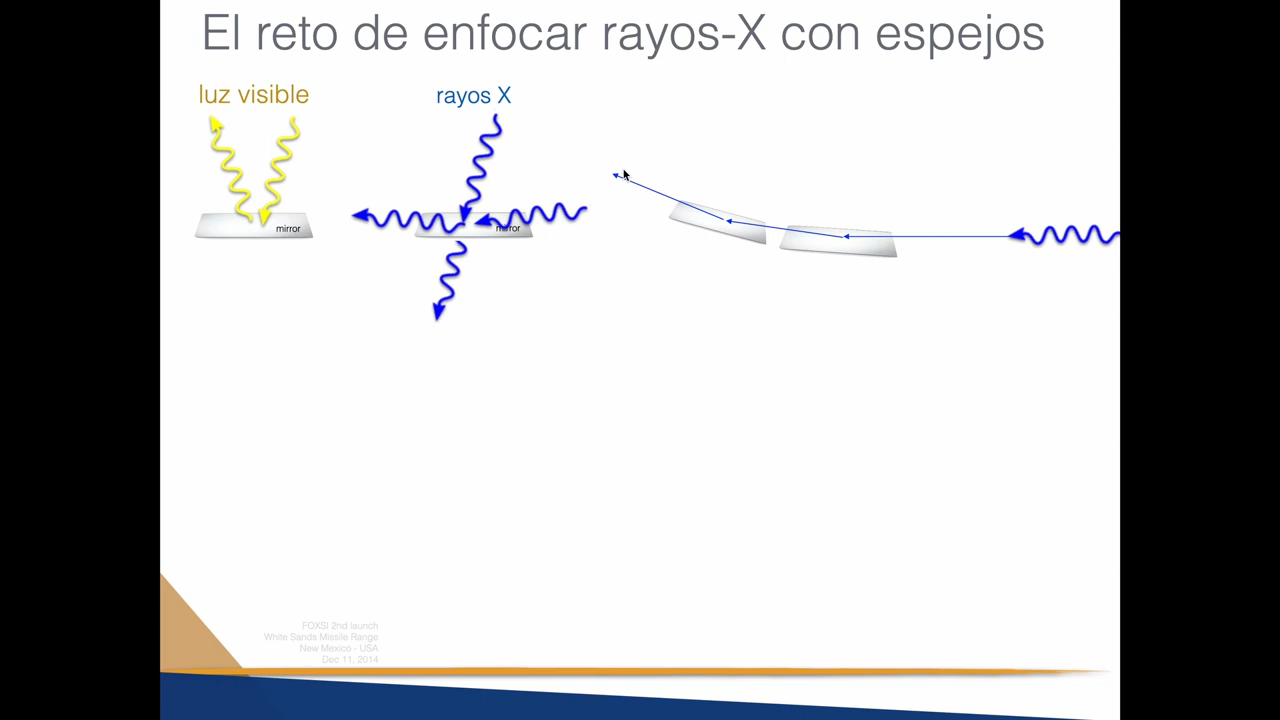 El reto de enfocar rayos-X con espejos
luz visible
rayos X
mirror
mirror
FOXSI 2nd launch
White Sands Missile Range
New Mexico - USA
Dec 11, 2014